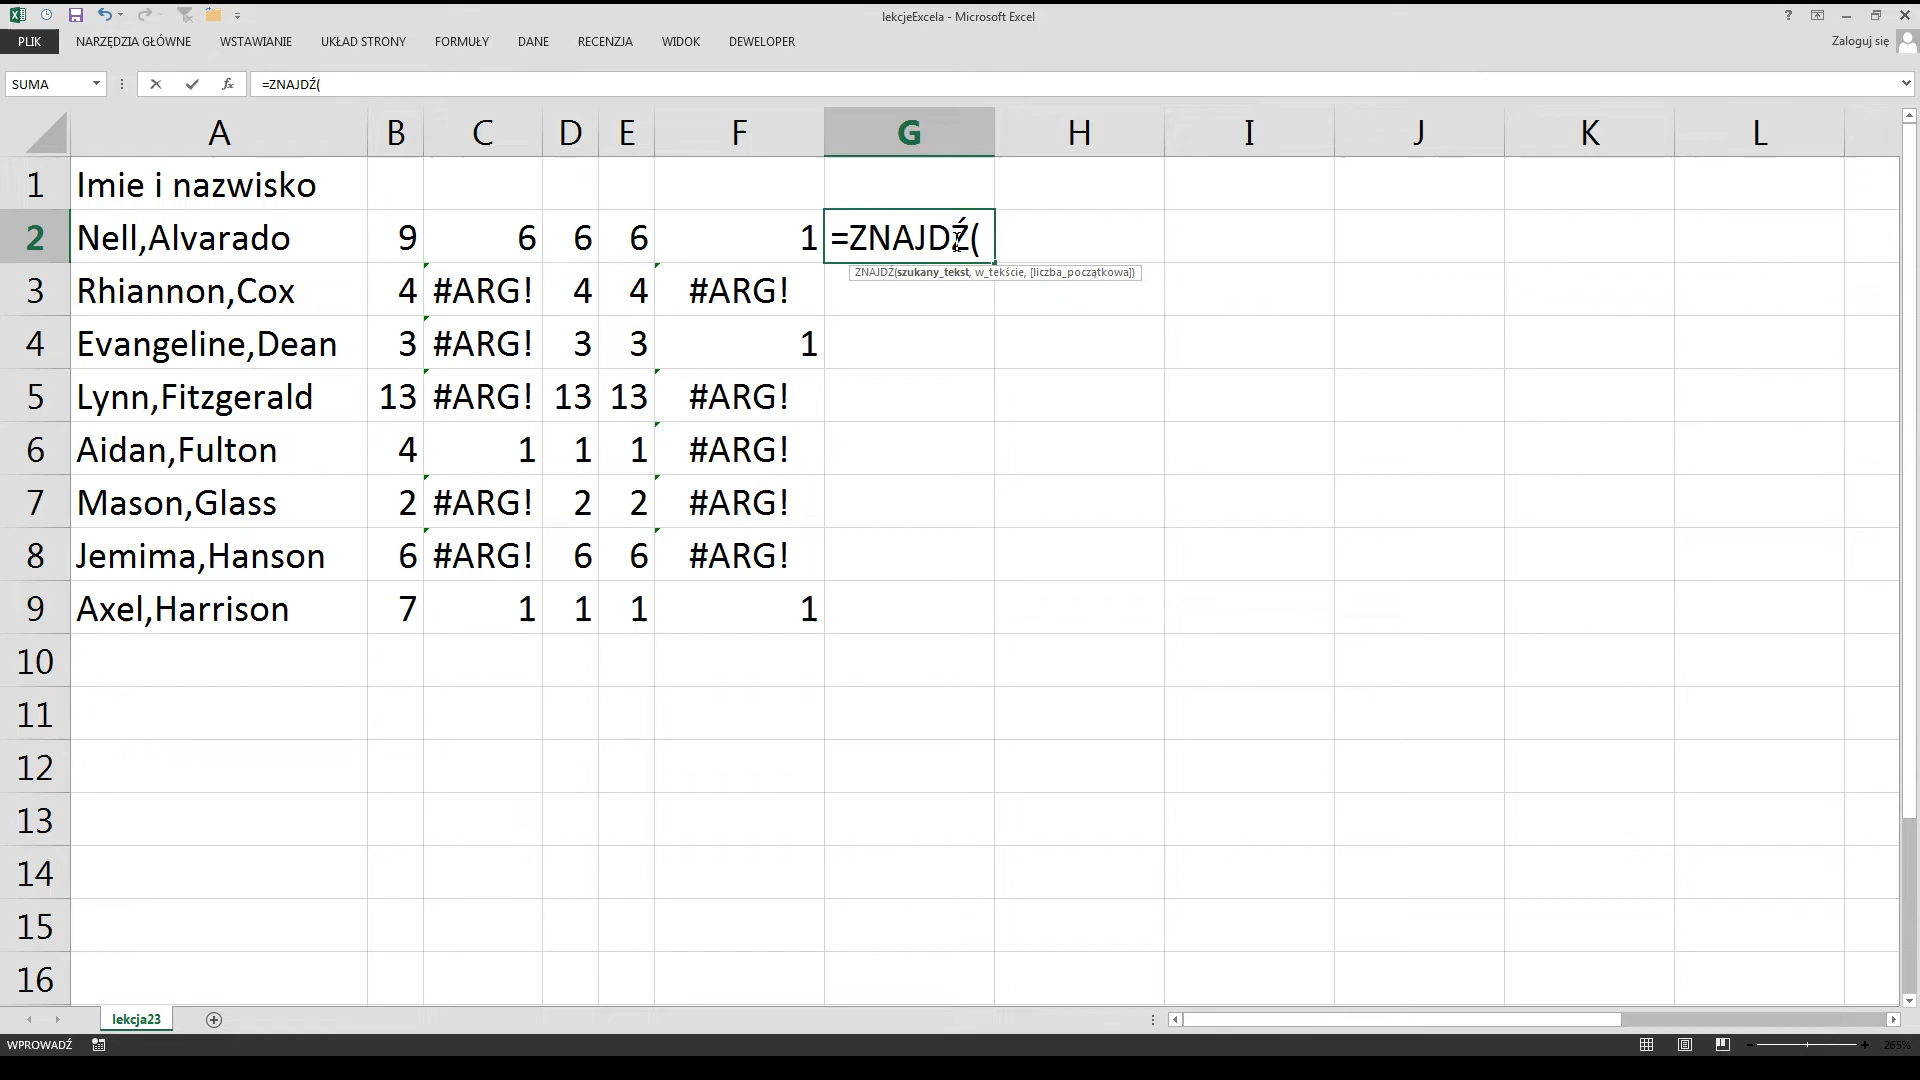 lekcjeExcela - Microsoft Excel
PLIK NARZĘDZIA GŁÓWNE WSTAWIANIE UKŁAD STRONY FORMUŁY DANE RECENZJA WIDOK DEWELOPER Zaloguj się
SUMA fx =ZNAJDŹ(
A B C D E F G H I J K L
1 Imie i nazwisko
2 Nell,Alvarado 9 6 6 6 1 =ZNAJDŹ(
ZNAJDŹ(szukany_tekst, w_tekście, [liczba_początkowa])
3 Rhiannon,Cox 4 #ARG! 4 4 #ARG!
4 Evangeline,Dean 3 #ARG! 3 3 1
5 Lynn,Fitzgerald 13 #ARG! 13 13 #ARG!
6 Aidan,Fulton 4 1 1 1 #ARG!
7 Mason,Glass 2 #ARG! 2 2 #ARG!
8 Jemima,Hanson 6 #ARG! 6 6 #ARG!
9 Axel,Harrison 7 1 1 1 1
10
11
12
13
14
15
16
lekcja23
WPROWADŹ 265%